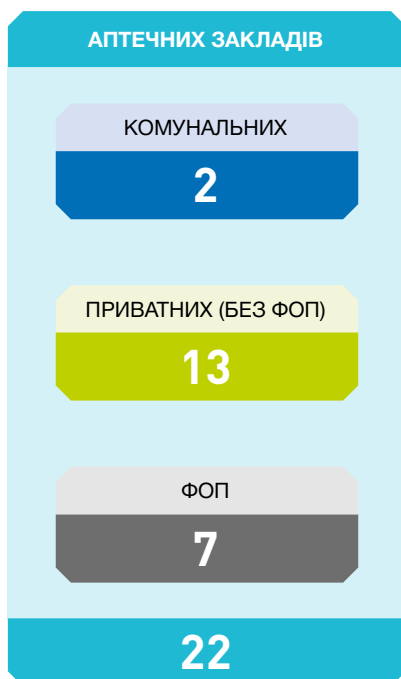 АПТЕЧНИХ ЗАКЛАДІВ
КОМУНАЛЬНИХ
2
ПРИВАТНИХ (БЕЗ ФОП)
13
ФОП
7
22